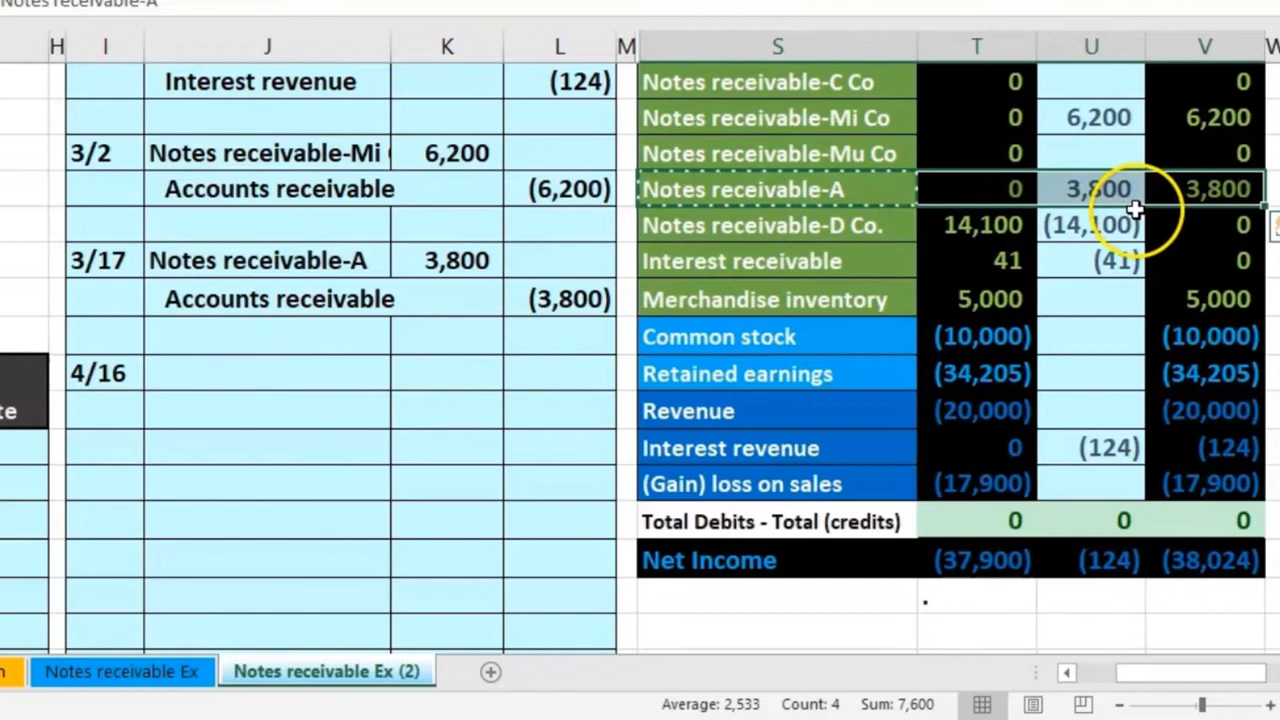 Notes receivable-A
H I J K L M S T U V W
Interest revenue (124) Notes receivable-C Co 0 0
Notes receivable-Mi Co 0 6,200 6,200
3/2 Notes receivable-Mi 6,200 Notes receivable-Mu Co 0 0
Accounts receivable (6,200) Notes receivable-A 0 3,800 3,800
Notes receivable-D Co. 14,100 (14,100) 0
3/17 Notes receivable-A 3,800 Interest receivable 41 (41) 0
Accounts receivable (3,800) Merchandise inventory 5,000 5,000
Common stock (10,000) (10,000)
4/16 Retained earnings (34,205) (34,205)
te Revenue (20,000) (20,000)
Interest revenue 0 (124) (124)
(Gain) loss on sales (17,900) (17,900)
Total Debits - Total (credits) 0 0 0
Net Income (37,900) (124) (38,024)
.
n Notes receivable Ex Notes receivable Ex (2)
Average: 2,533 Count: 4 Sum: 7,600